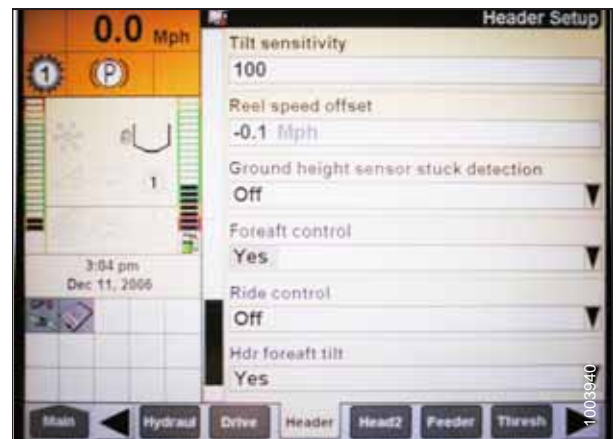 0.0 Mph
Header Setup
1
P
Tilt sensitivity
100
Reel speed offset
-0.1 Mph
Ground height sensor stuck detection
Off
1
Foreaft control
Yes
3:04 pm
Dec 11, 2006
Ride control
Off
Hdr foreaft tilt
Yes
Main
Hydraul
Drive
Header
Head2
Feeder
Thresh
1003940